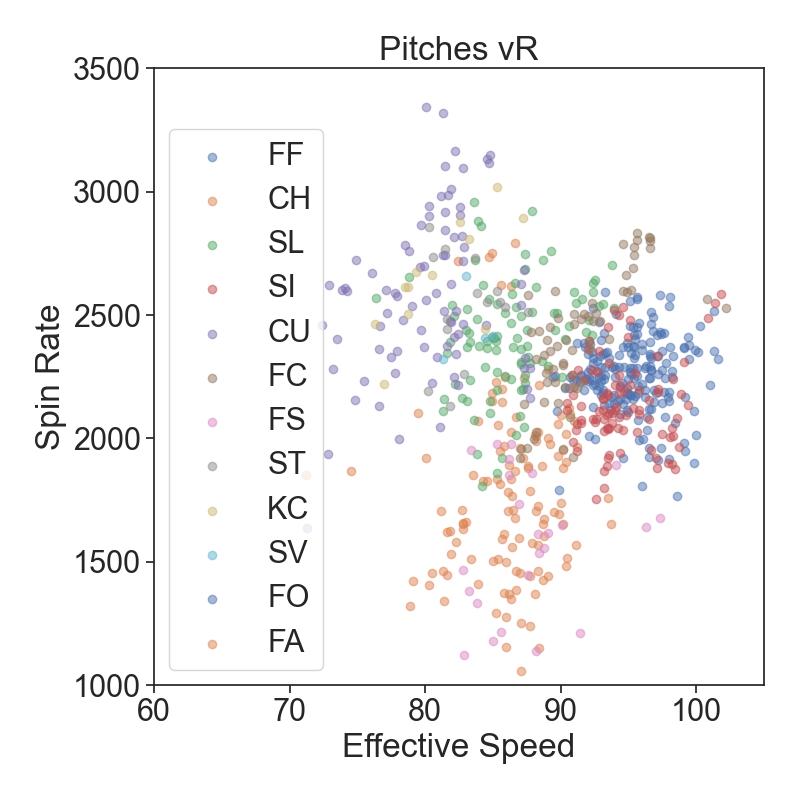 Pitches vR
3500
3000
2500
2000
1500
1000
Spin Rate
FF
CH
SL
SI
CU
FC
FS
ST
KC
SV
FO
FA
60 70 80 90 100
Effective Speed